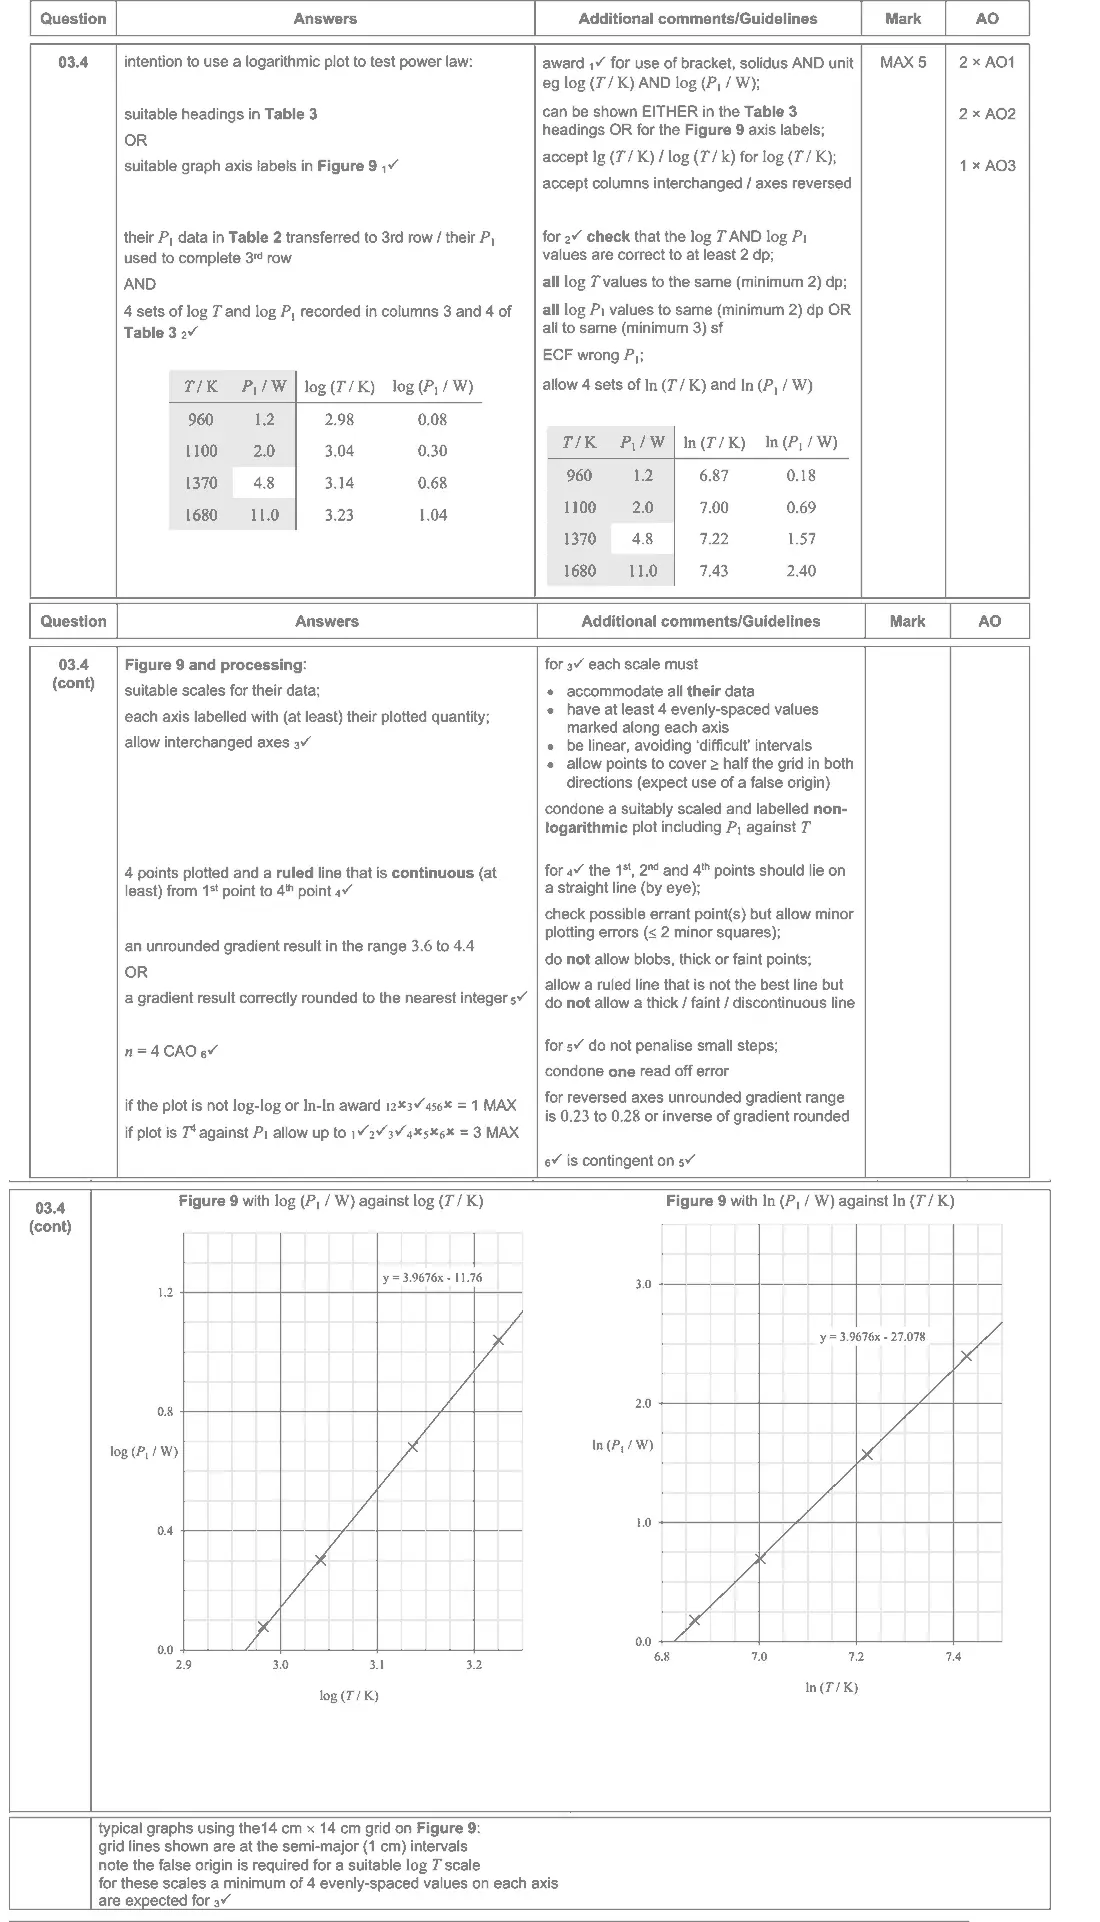 Question Answers Additional comments/Guidelines Mark AO
03.4 intention to use a logarithmic plot to test power law:
suitable headings in Table 3
OR
suitable graph axis labels in Figure 9 ₁✓
their P₁ data in Table 2 transferred to 3rd row / their P₁
used to complete 3ʳᵈ row
AND
4 sets of log T and log P₁ recorded in columns 3 and 4 of
Table 3 ₂✓
T / K P₁ / W log (T / K) log (P₁ / W)
960 1.2 2.98 0.08
1100 2.0 3.04 0.30
1370 4.8 3.14 0.68
1680 11.0 3.23 1.04
award ₁✓ for use of bracket, solidus AND unit
eg log (T / K) AND log (P₁ / W);
can be shown EITHER in the Table 3
headings OR for the Figure 9 axis labels;
accept lg (T / K) / log (T / k) for log (T / K);
accept columns interchanged / axes reversed
for ₂✓ check that the log T AND log P₁
values are correct to at least 2 dp;
all log T values to the same (minimum 2) dp;
all log P₁ values to same (minimum 2) dp OR
all to same (minimum 3) sf
ECF wrong P₁;
allow 4 sets of ln (T / K) and ln (P₁ / W)
T / K P₁ / W ln (T / K) ln (P₁ / W)
960 1.2 6.87 0.18
1100 2.0 7.00 0.69
1370 4.8 7.22 1.57
1680 11.0 7.43 2.40
MAX 5
2 × AO1
2 × AO2
1 × AO3
Question Answers Additional comments/Guidelines Mark AO
03.4
(cont)
Figure 9 and processing:
suitable scales for their data;
each axis labelled with (at least) their plotted quantity;
allow interchanged axes ₃✓
4 points plotted and a ruled line that is continuous (at
least) from 1ˢᵗ point to 4ᵗʰ point ₄✓
an unrounded gradient result in the range 3.6 to 4.4
OR
a gradient result correctly rounded to the nearest integer ₅✓
n = 4 CAO ₆✓
if the plot is not log-log or ln-ln award ₁₂✗₃✓₄₅₆✗ = 1 MAX
if plot is T⁴ against P₁ allow up to ₁✓₂✓₃✓₄✗₅✗₆✗ = 3 MAX
for ₃✓ each scale must
• accommodate all their data
• have at least 4 evenly-spaced values
marked along each axis
• be linear, avoiding 'difficult' intervals
• allow points to cover ≥ half the grid in both
directions (expect use of a false origin)
condone a suitably scaled and labelled non-
logarithmic plot including P₁ against T
for ₄✓ the 1ˢᵗ, 2ⁿᵈ and 4ᵗʰ points should lie on
a straight line (by eye);
check possible errant point(s) but allow minor
plotting errors (≤ 2 minor squares);
do not allow blobs, thick or faint points;
allow a ruled line that is not the best line but
do not allow a thick / faint / discontinuous line
for ₅✓ do not penalise small steps;
condone one read off error
for reversed axes unrounded gradient range
is 0.23 to 0.28 or inverse of gradient rounded
₆✓ is contingent on ₅✓
03.4
(cont)
Figure 9 with log (P₁ / W) against log (T / K)
y = 3.9676x - 11.76
1.2
0.8
log (P₁ / W)
0.4
0.0
2.9 3.0 3.1 3.2
log (T / K)
Figure 9 with ln (P₁ / W) against ln (T / K)
3.0
y = 3.9676x - 27.078
2.0
ln (P₁ / W)
1.0
0.0
6.8 7.0 7.2 7.4
ln (T / K)
typical graphs using the14 cm × 14 cm grid on Figure 9:
grid lines shown are at the semi-major (1 cm) intervals
note the false origin is required for a suitable log T scale
for these scales a minimum of 4 evenly-spaced values on each axis
are expected for ₃✓